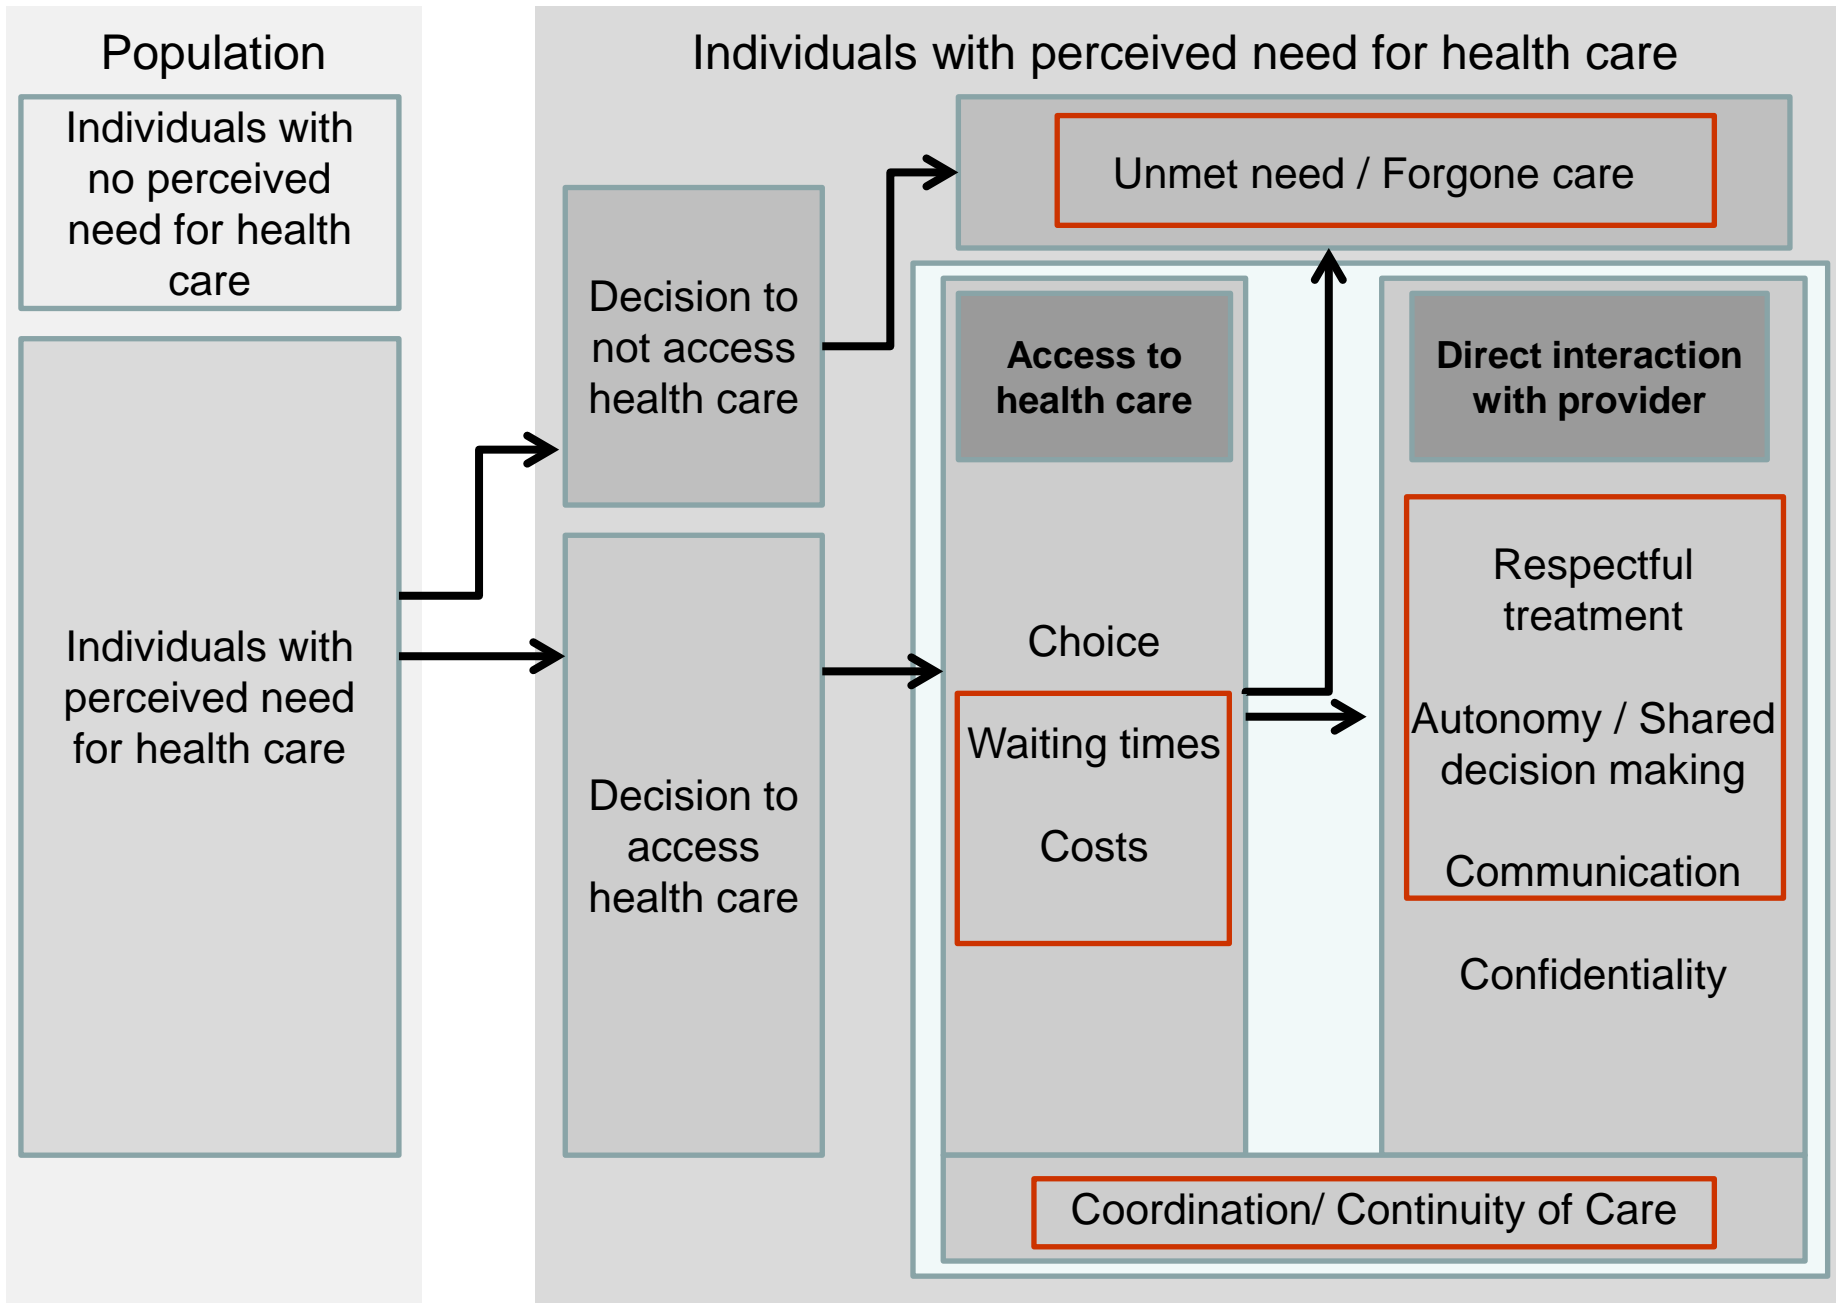 Population
Individuals with
no perceived
need for health
care
Individuals with
perceived need
for health care
Individuals with perceived need for health care
Decision to
not access
health care
Decision to
access
health care
Unmet need / Forgone care
Access to
health care
Choice
Waiting times
Costs
Direct interaction
with provider
Respectful
treatment
Autonomy / Shared
decision making
Communication
Confidentiality
Coordination/ Continuity of Care